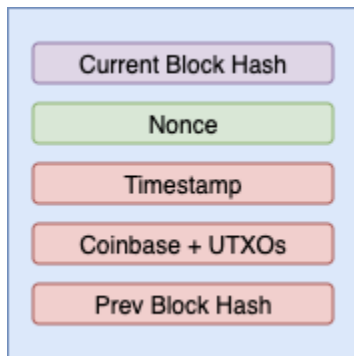 Current Block Hash
Nonce
Timestamp
Coinbase + UTXOs
Prev Block Hash